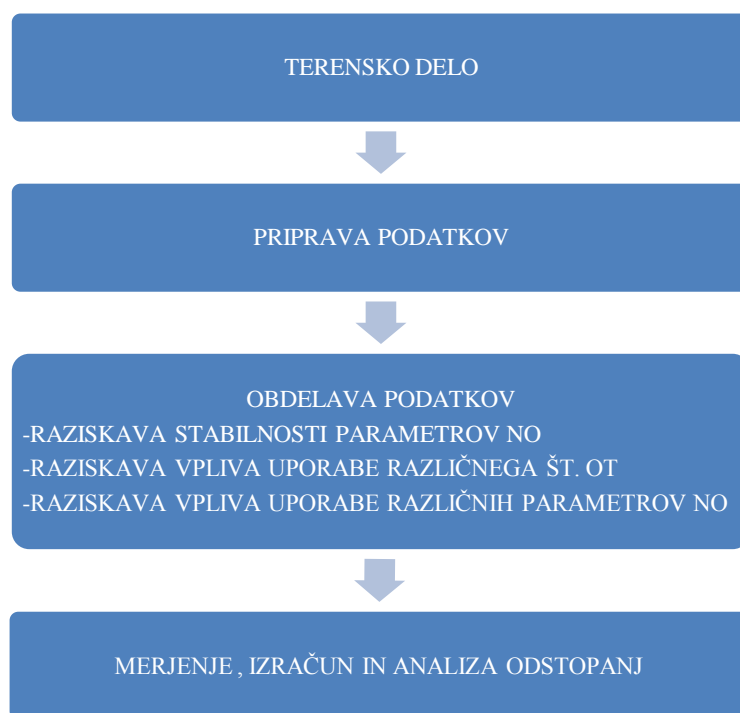 TERENSKO DELO
PRIPRAVA PODATKOV
OBDELAVA PODATKOV
-RAZISKAVA STABILNOSTI PARAMETROV NO
-RAZISKAVA VPLIVA UPORABE RAZLIČNEGA ŠT. OT
-RAZISKAVA VPLIVA UPORABE RAZLIČNIH PARAMETROV NO
MERJENJE , IZRAČUN IN ANALIZA ODSTOPANJ